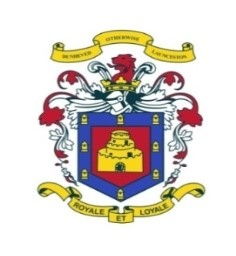 DUNHEVED OTHERWISE LAUNCESTON
ROYALE ET LOYALE